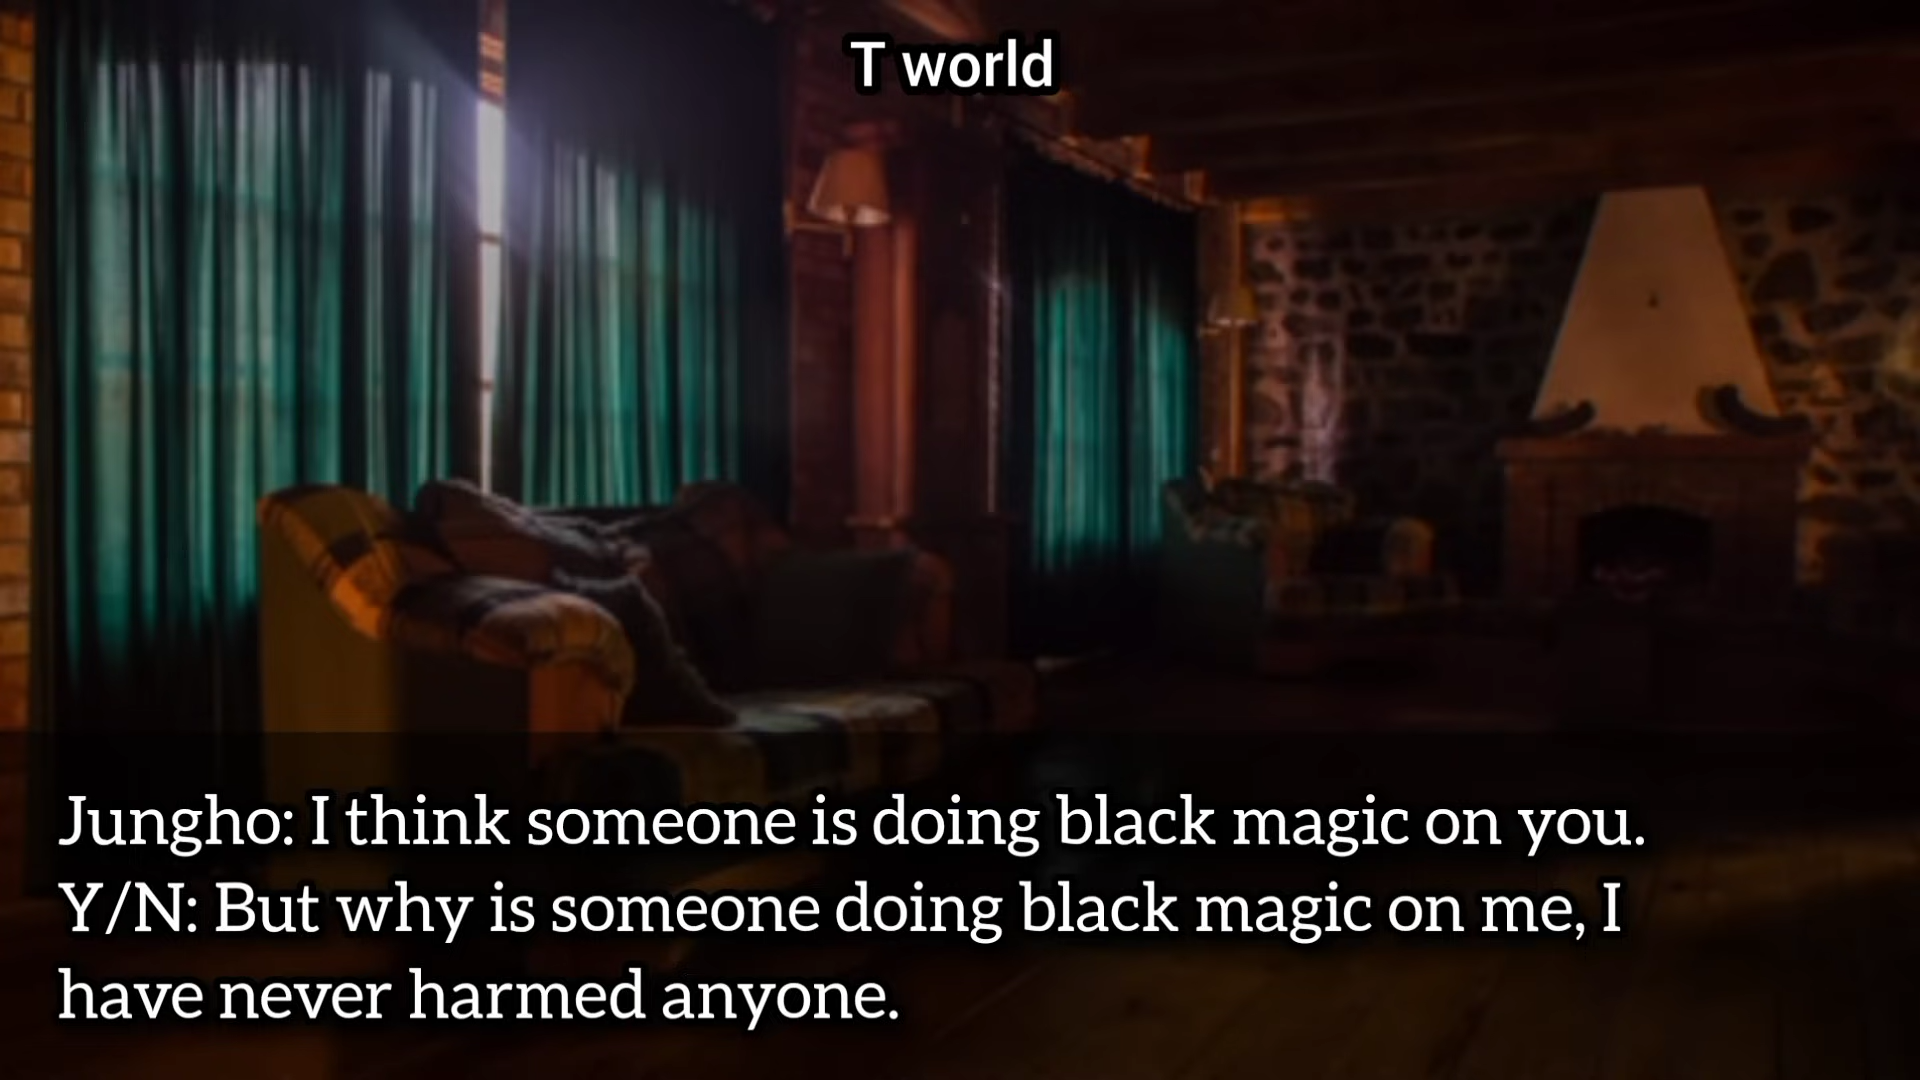 T world
Jungho: I think someone is doing black magic on you.
Y/N: But why is someone doing black magic on me, I
have never harmed anyone.